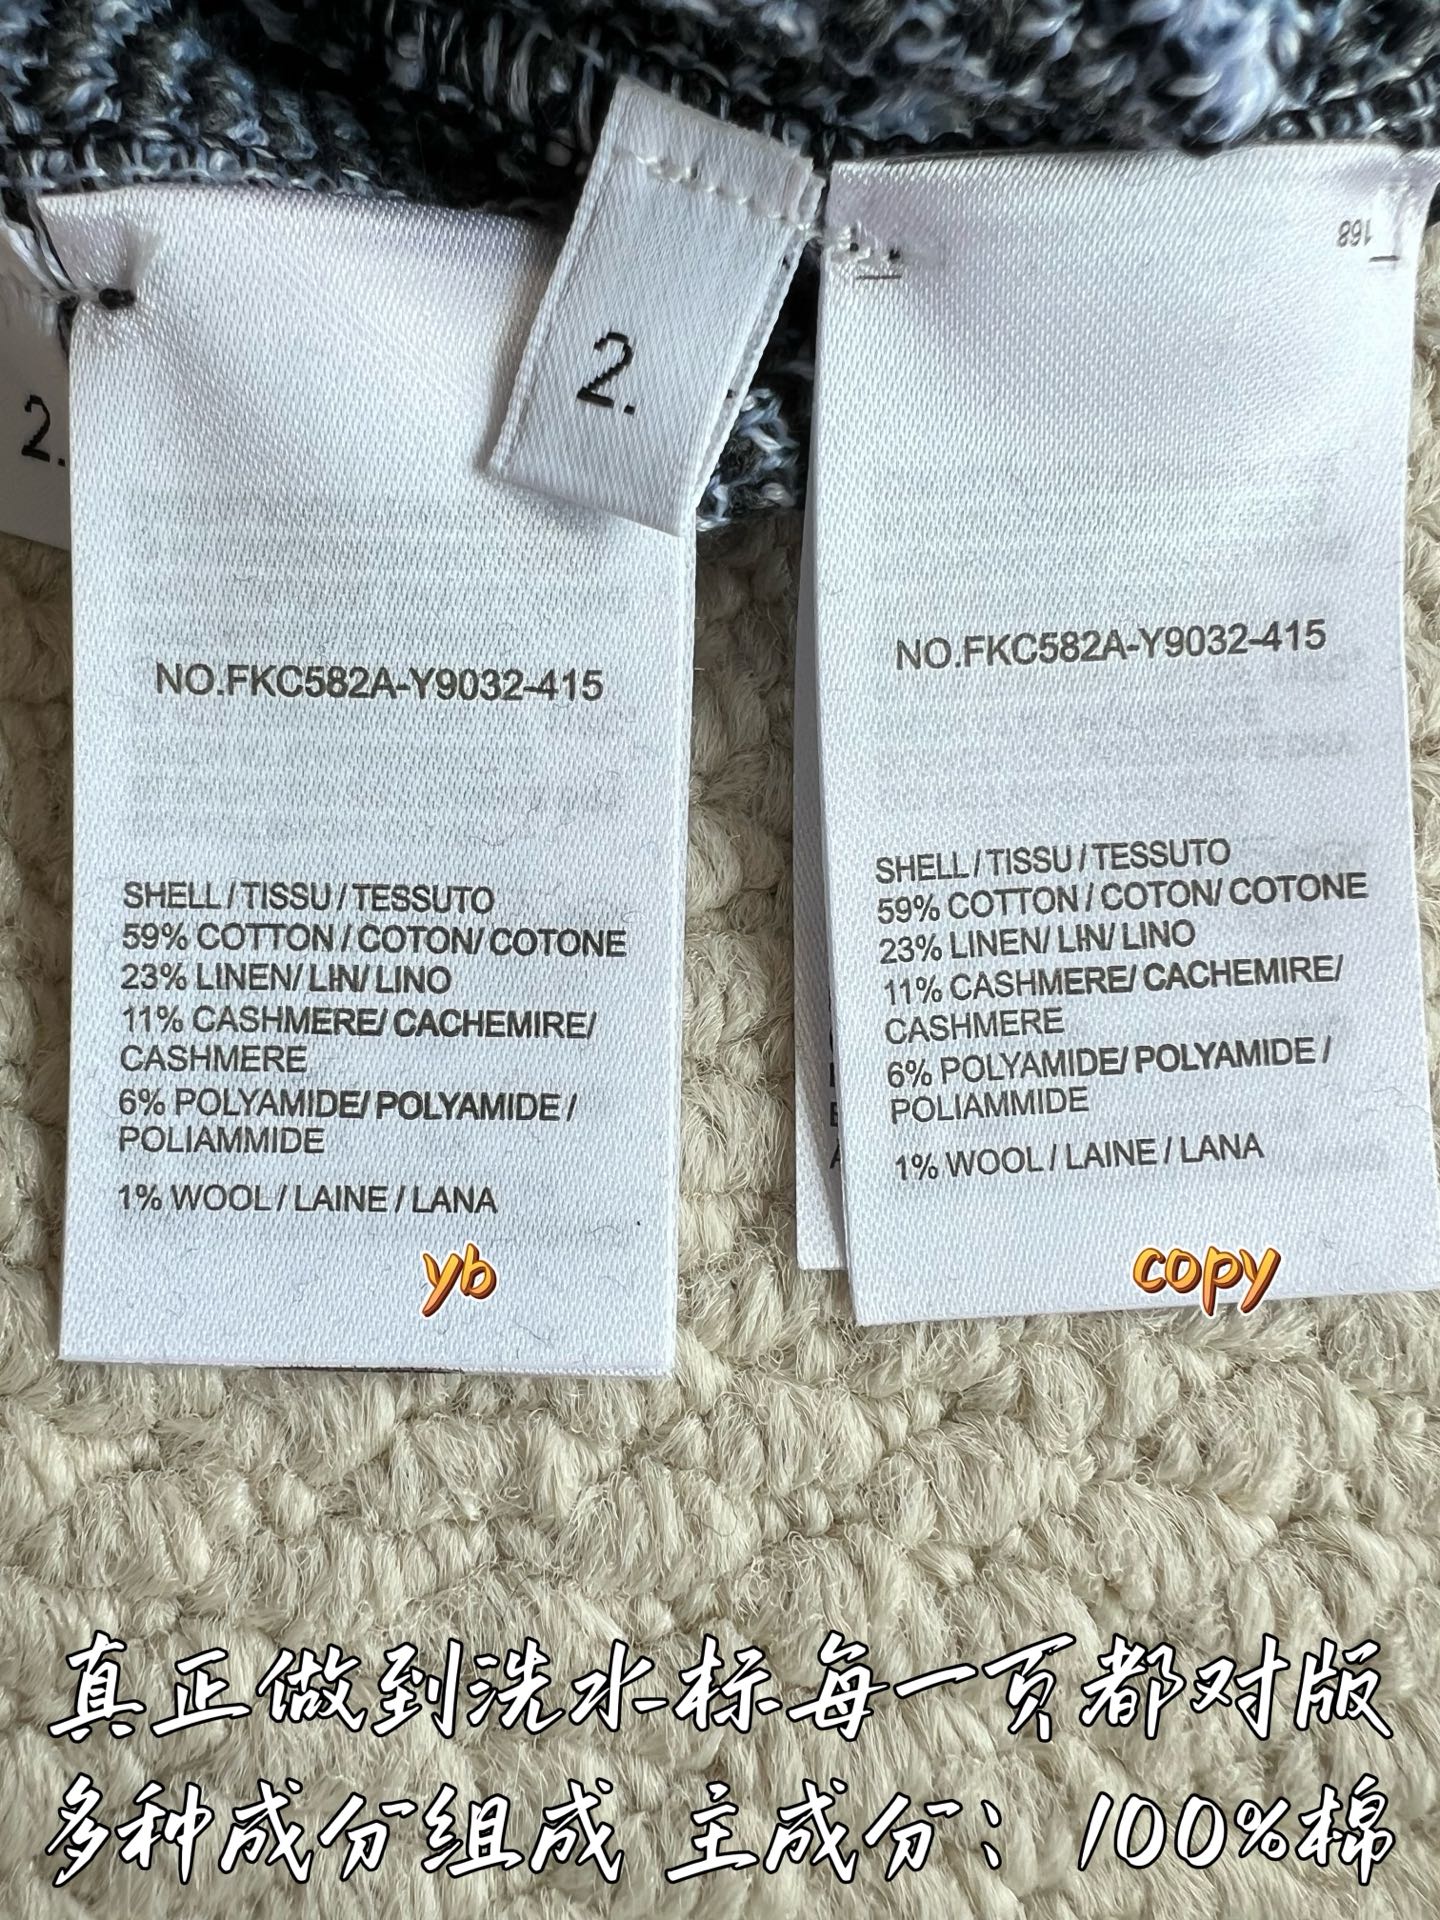 2.
2.
168
NO.FKC582A-Y9032-415
SHELL / TISSU / TESSUTO
59% COTTON / COTON/ COTONE
23% LINEN/ LIN/ LINO
11% CASHMERE/ CACHEMIRE/
CASHMERE
6% POLYAMIDE/ POLYAMIDE /
POLIAMMIDE
1% WOOL / LAINE / LANA
yb
NO.FKC582A-Y9032-415
SHELL / TISSU / TESSUTO
59% COTTON / COTON/ COTONE
23% LINEN/ LIN/ LINO
11% CASHMERE/ CACHEMIRE/
CASHMERE
6% POLYAMIDE/ POLYAMIDE /
POLIAMMIDE
1% WOOL / LAINE / LANA
copy
真正做到洗水标每一页都对版
多种成分组成 主成分：100%棉